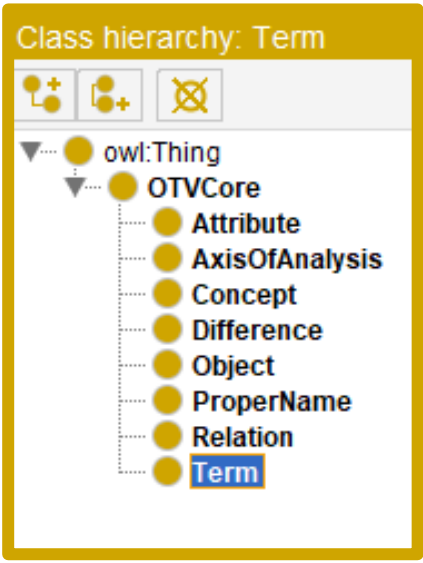 Class hierarchy: Term
owl:Thing
OTVCore
Attribute
AxisOfAnalysis
Concept
Difference
Object
ProperName
Relation
Term